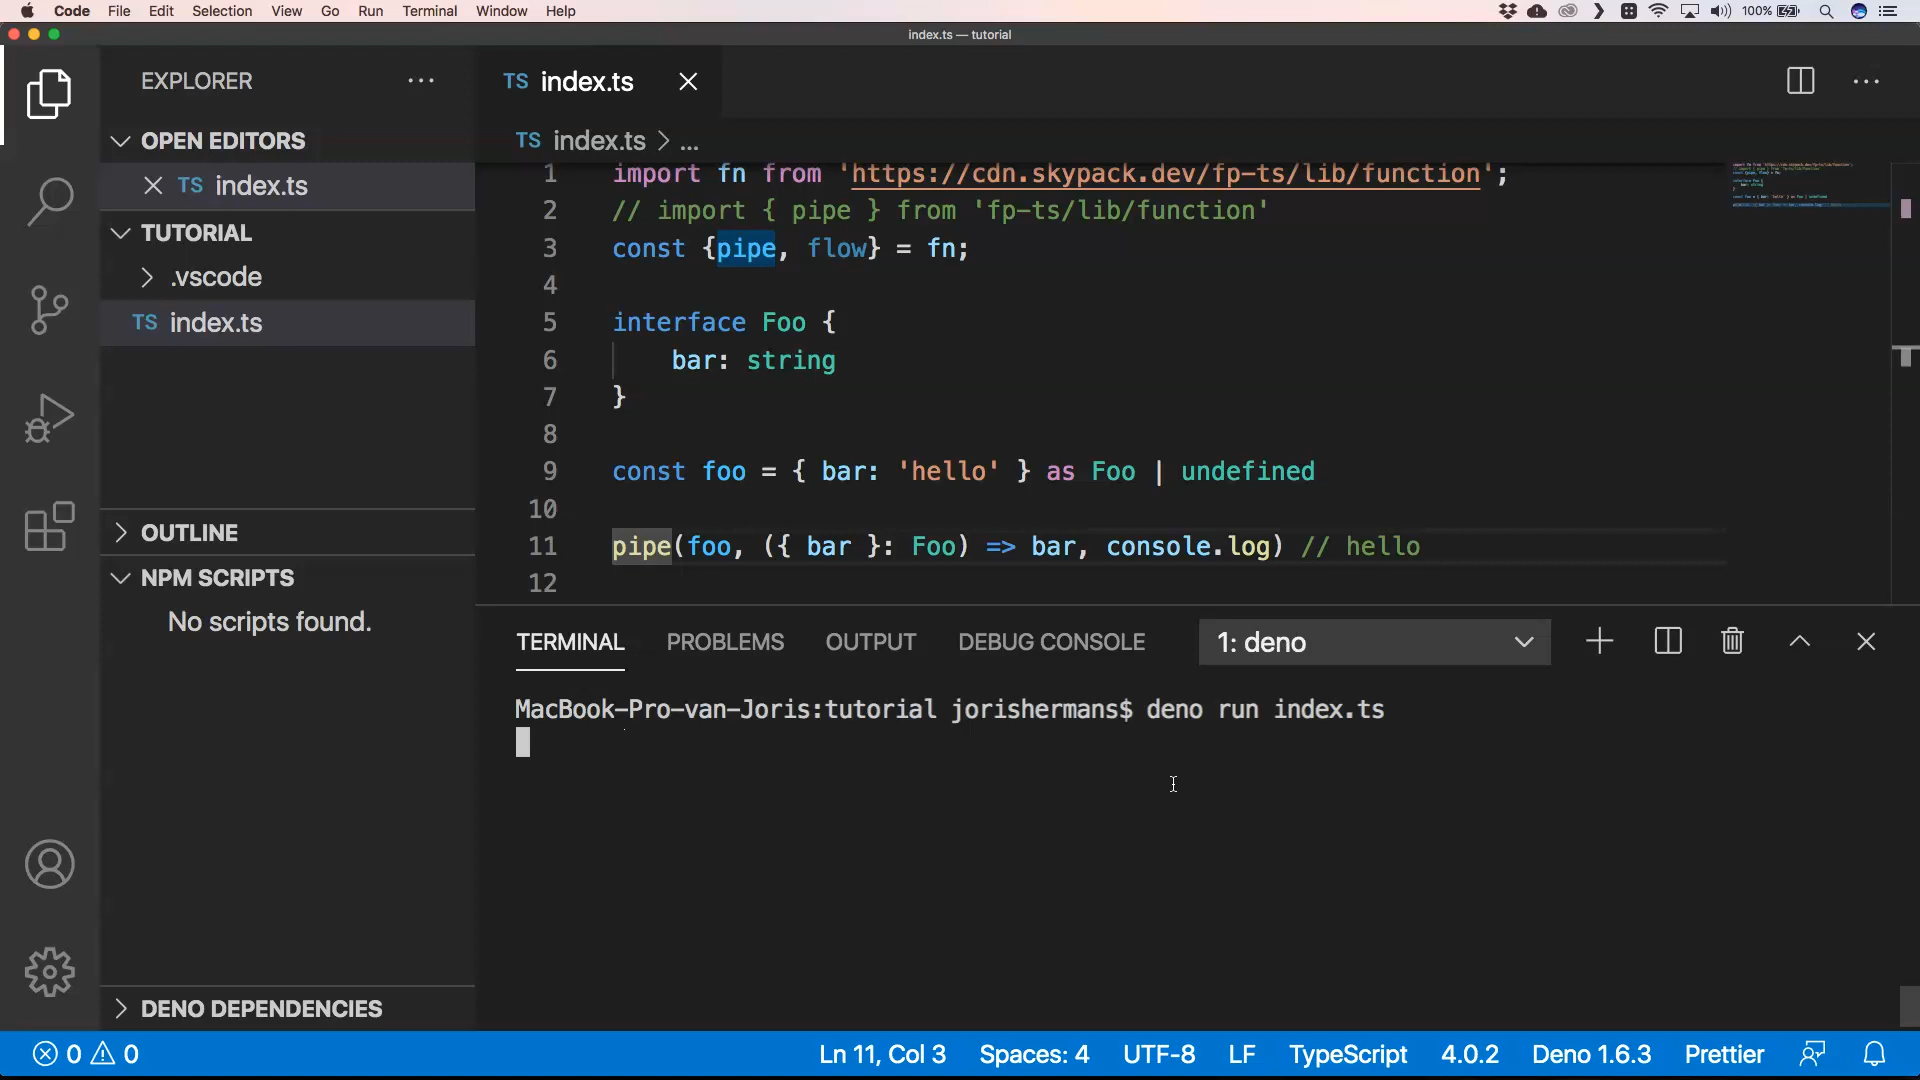 Code File Edit Selection View Go Run Terminal Window Help 100%
index.ts — tutorial
EXPLORER
OPEN EDITORS
TS index.ts
TUTORIAL
.vscode
TS index.ts
OUTLINE
NPM SCRIPTS
No scripts found.
DENO DEPENDENCIES
TS index.ts
TS index.ts > ...
1 import fn from 'https://cdn.skypack.dev/fp-ts/lib/function';
2 // import { pipe } from 'fp-ts/lib/function'
3 const {pipe, flow} = fn;
4
5 interface Foo {
6 bar: string
7 }
8
9 const foo = { bar: 'hello' } as Foo | undefined
10
11 pipe(foo, ({ bar }: Foo) => bar, console.log) // hello
12
TERMINAL PROBLEMS OUTPUT DEBUG CONSOLE 1: deno
MacBook-Pro-van-Joris:tutorial jorishermans$ deno run index.ts
0 0 Ln 11, Col 3 Spaces: 4 UTF-8 LF TypeScript 4.0.2 Deno 1.6.3 Prettier